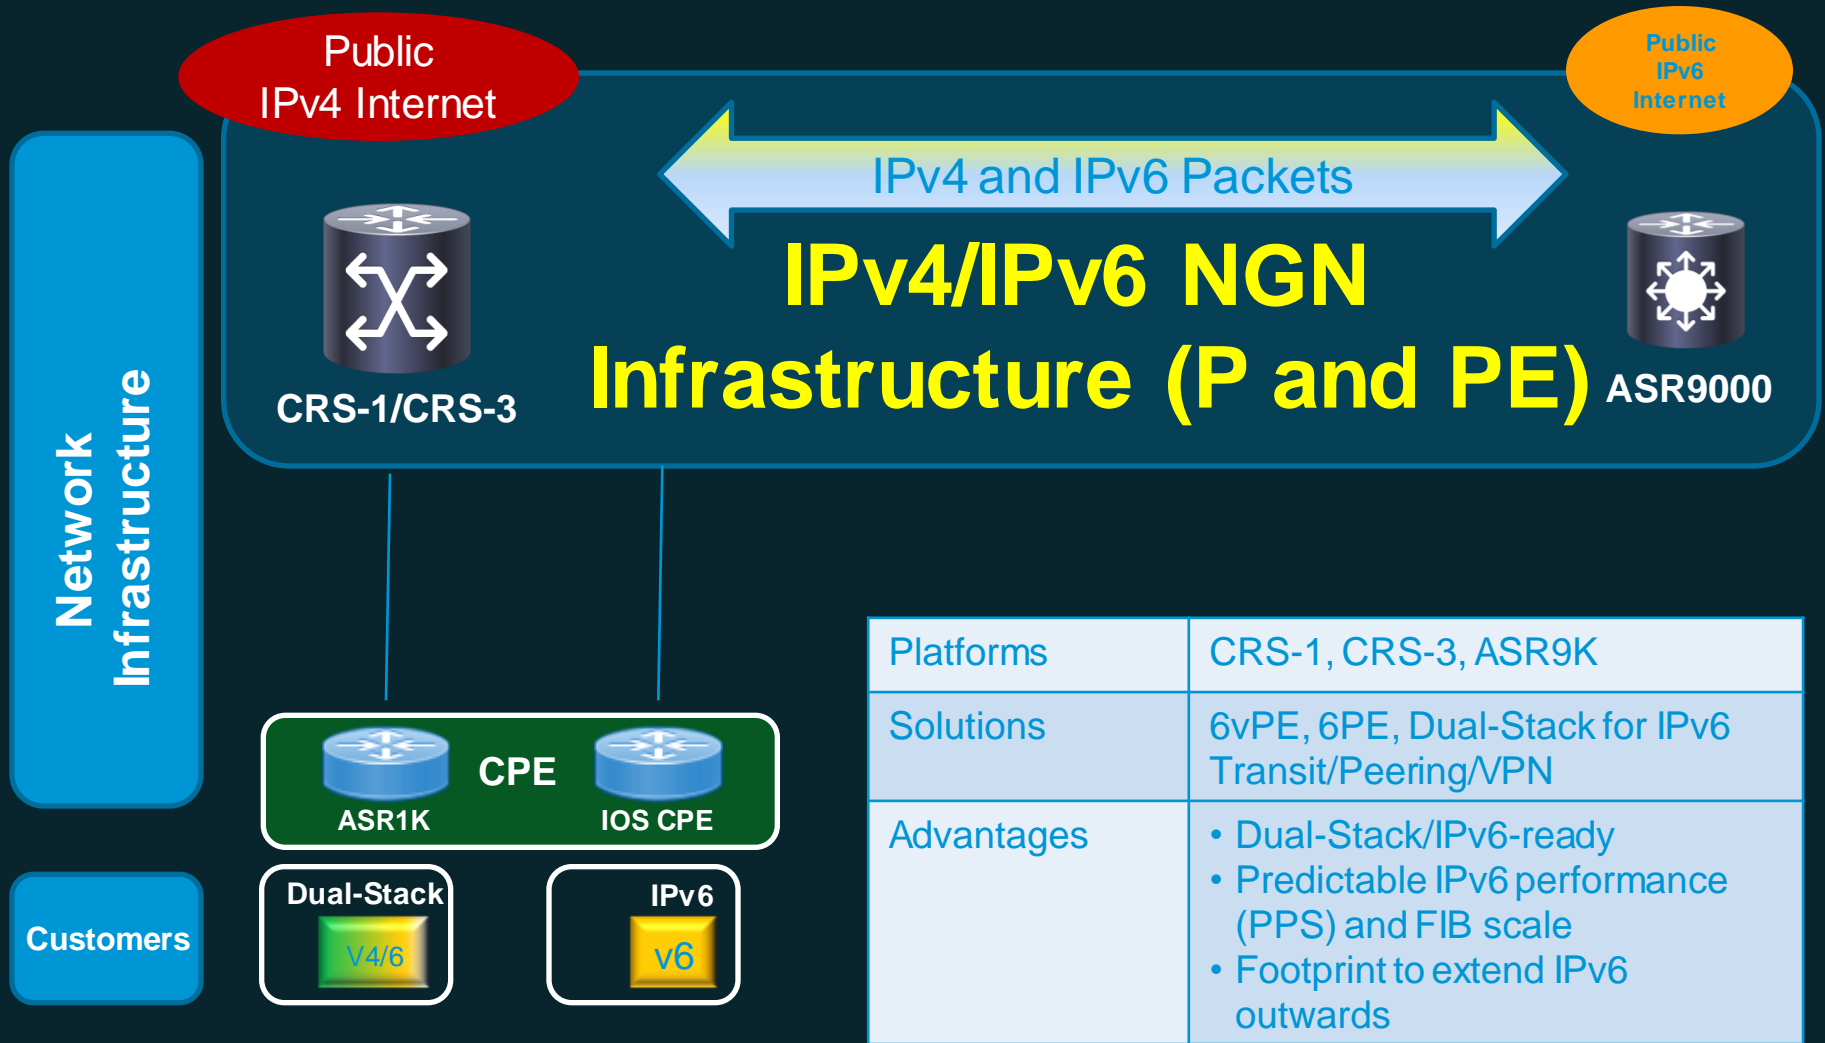 Public
IPv4 Internet
Public
IPv6
Internet
IPv4 and IPv6 Packets
IPv4/IPv6 NGN
Infrastructure (P and PE)
CRS-1/CRS-3
ASR9000
Network
Infrastructure
CPE
ASR1K
IOS CPE
Customers
Dual-Stack
V4/6
IPv6
v6
Platforms
CRS-1, CRS-3, ASR9K
Solutions
6vPE, 6PE, Dual-Stack for IPv6
Transit/Peering/VPN
Advantages
• Dual-Stack/IPv6-ready
• Predictable IPv6 performance
(PPS) and FIB scale
• Footprint to extend IPv6
outwards